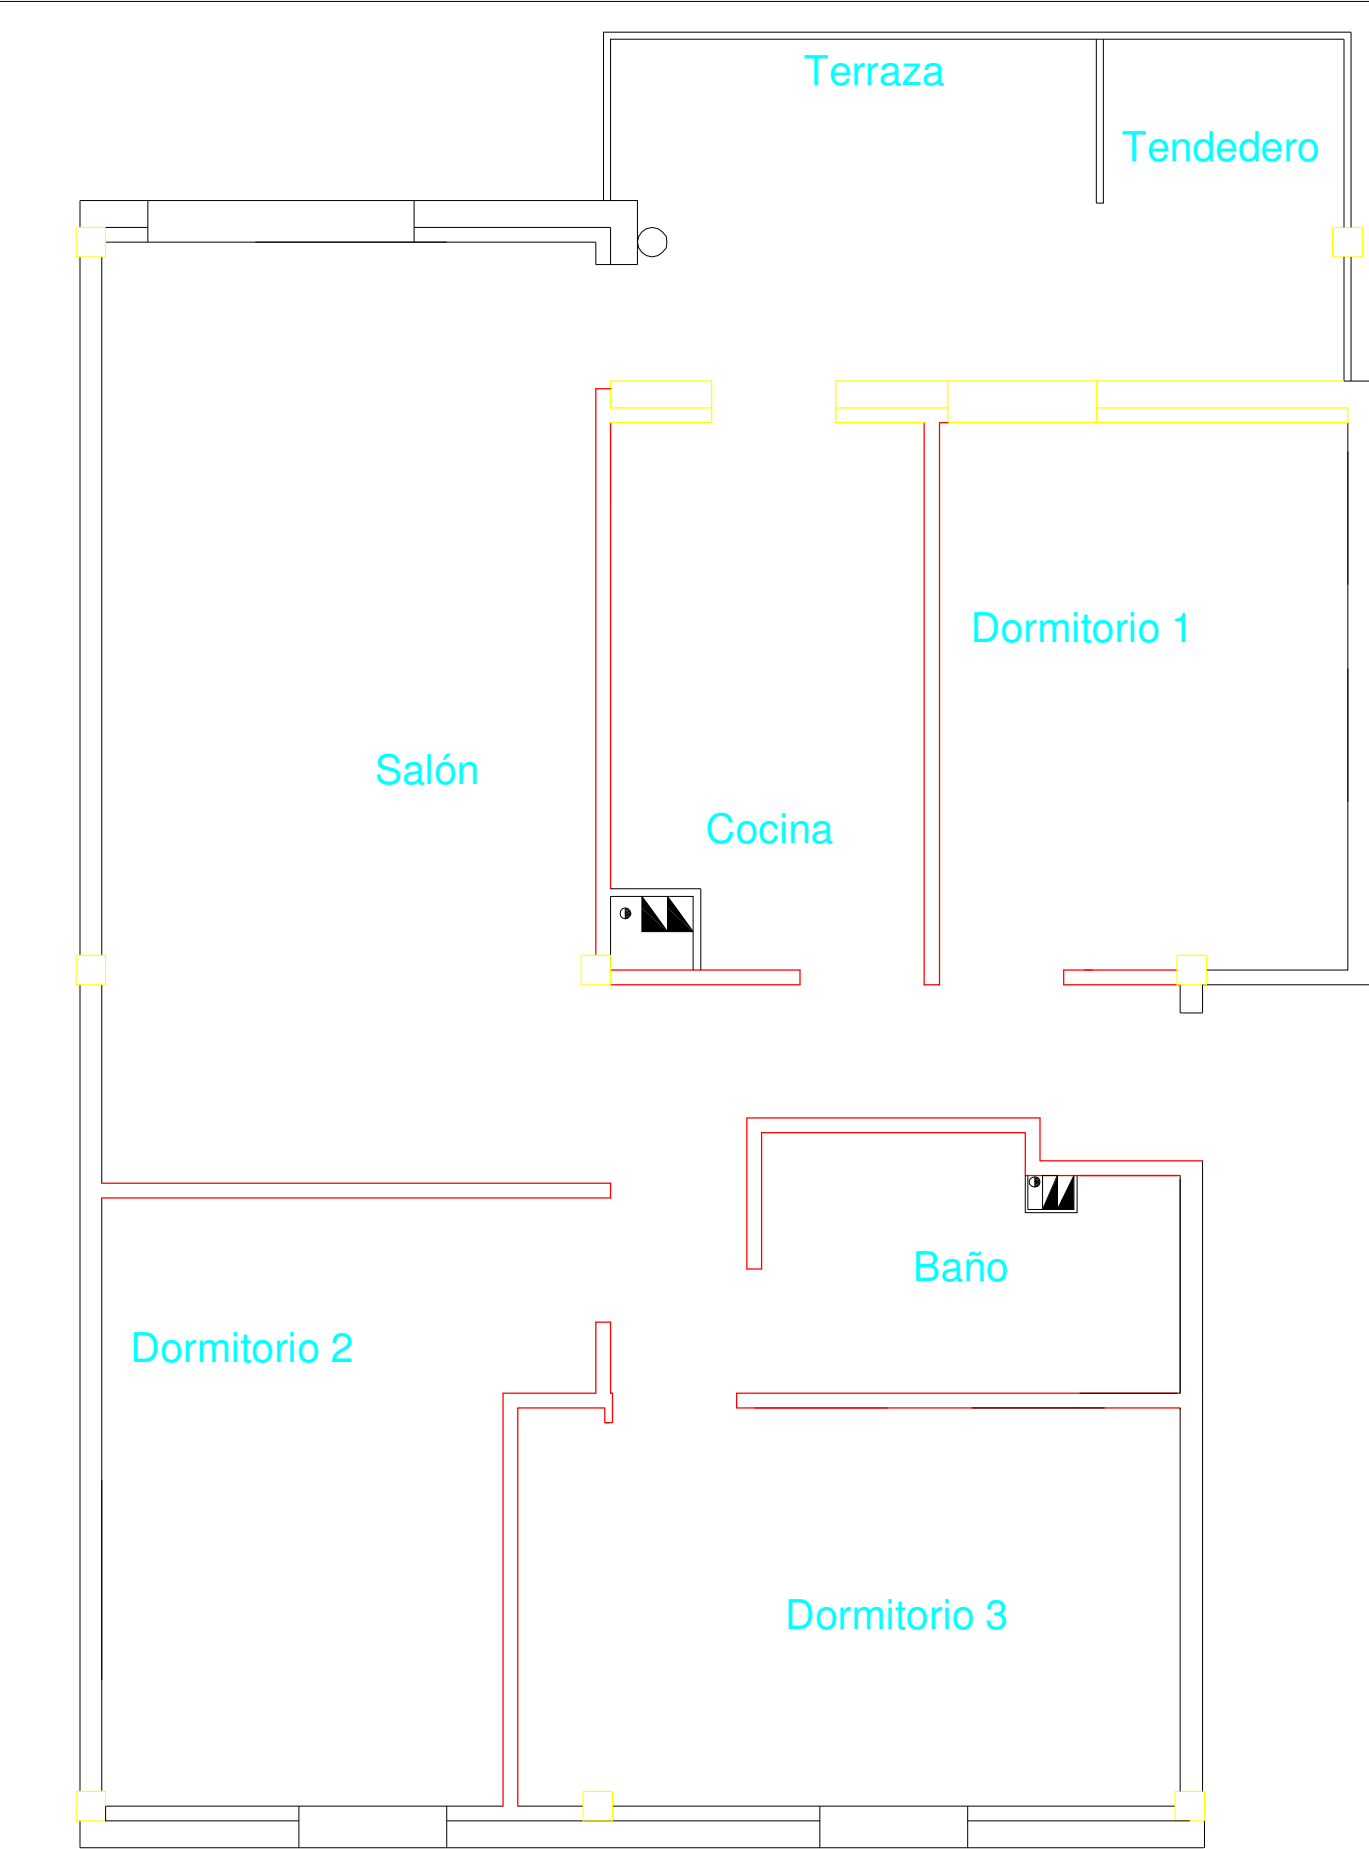 Terraza
Tendedero
Dormitorio 1
Salón
Cocina
Baño
Dormitorio 2
Dormitorio 3